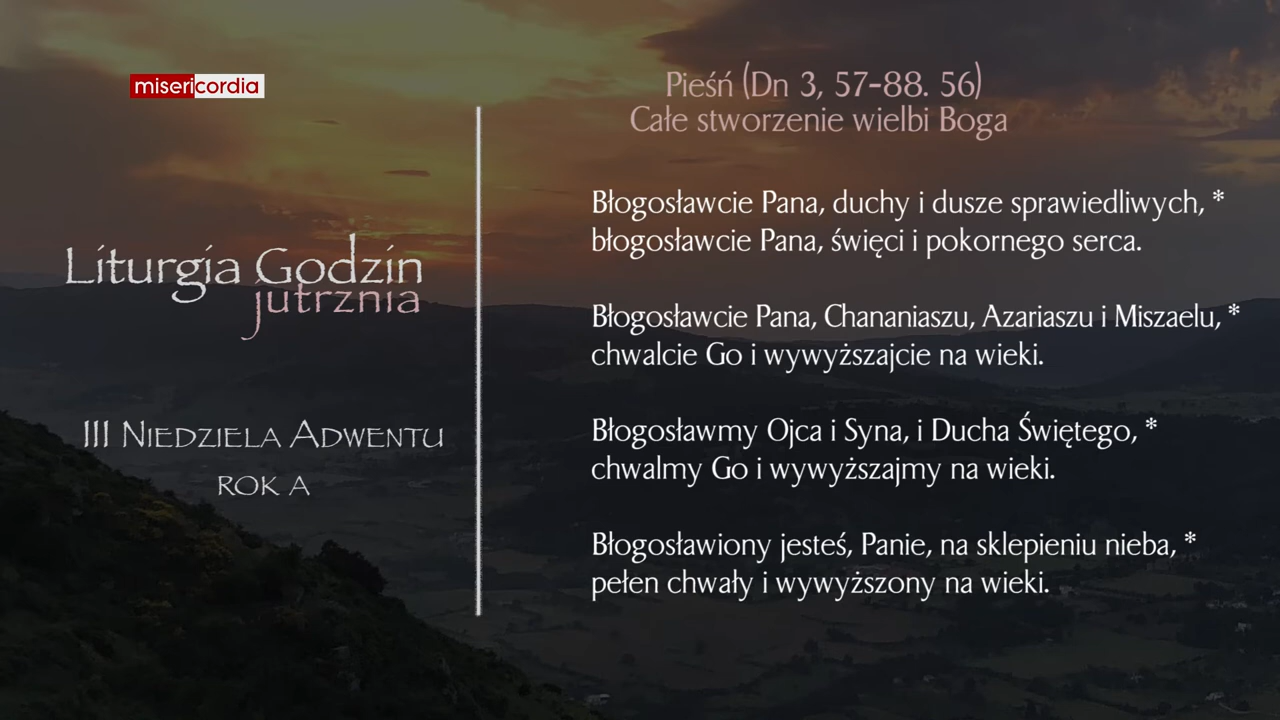 misericordia
Liturgia Godzin
jutrznia
III Niedziela Adwentu
ROK A
Pieśń (Dn 3, 57-88. 56)
Całe stworzenie wielbi Boga
Błogosławcie Pana, duchy i dusze sprawiedliwych, *
błogosławcie Pana, święci i pokornego serca.
Błogosławcie Pana, Chananiaszu, Azariaszu i Miszaelu, *
chwalcie Go i wywyższajcie na wieki.
Błogosławmy Ojca i Syna, i Ducha Świętego, *
chwalmy Go i wywyższajmy na wieki.
Błogosławiony jesteś, Panie, na sklepieniu nieba, *
pełen chwały i wywyższony na wieki.